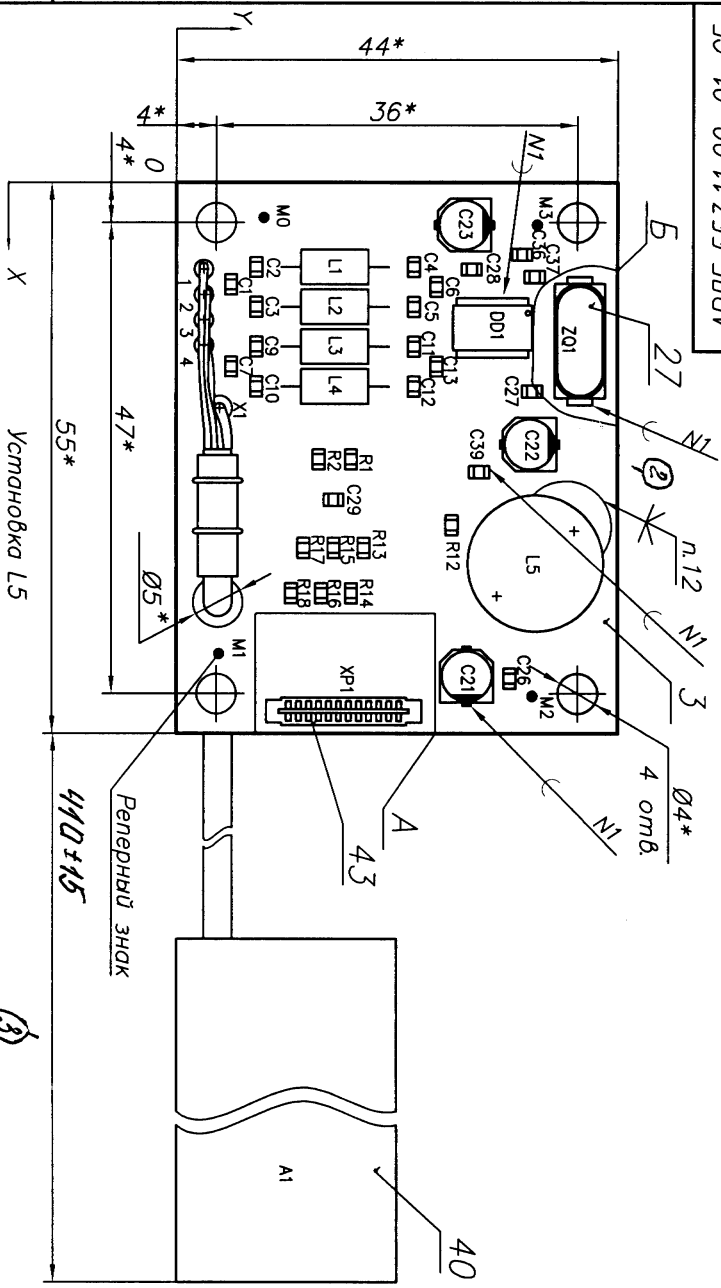 Y
44*
36*
4*
4*
0
X
55*
47*
Установка L5
M0
M3
M1
M2
N1
Б
27
N1
2
п.12
N1
3
Ø4*
4 отв.
N1
А
43
Ø5*
Реперный знак
410±15
3
40
A1
C23
C36
C37
C28
ZQ1
DD1
C27
C22
C39
L5
+
+
R12
C26
C21
C2
L1
C4
C6
C1
C3
L2
C5
C9
L3
C11
C13
C7
C10
L4
C12
1
2
3
4
X1
R2
R1
C29
R17
R15
R13
R18
R16
R14
XP1